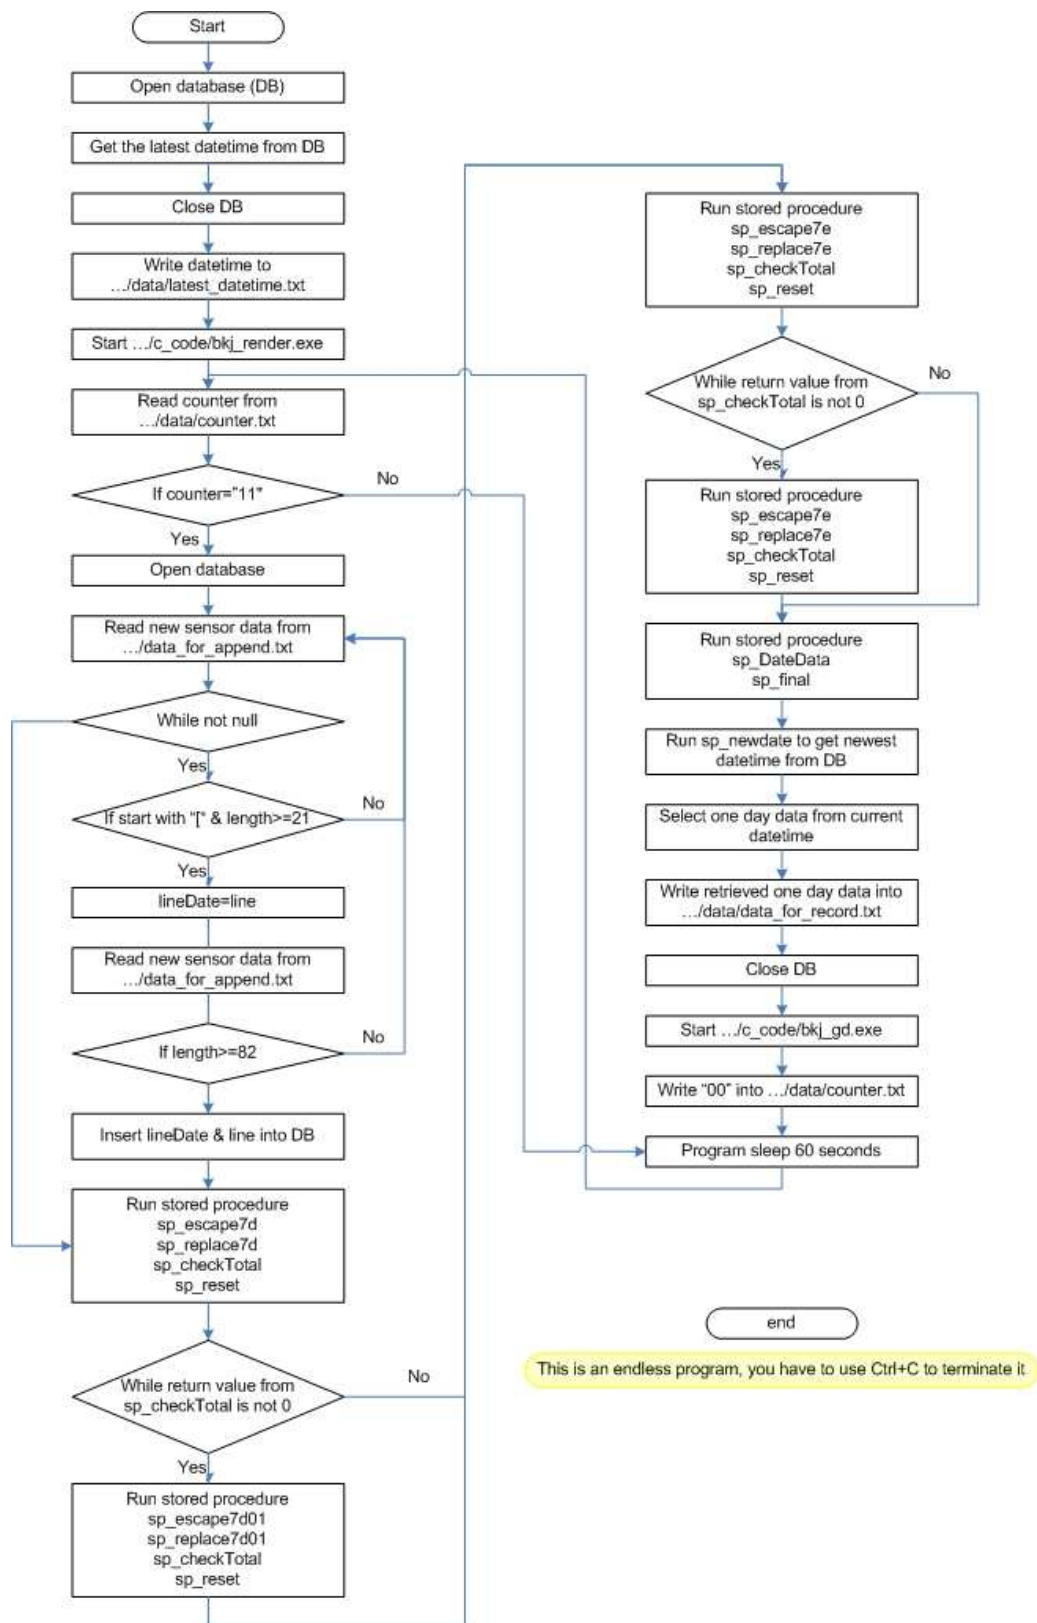 Start
Open database (DB)
Get the latest datetime from DB
Close DB
Write datetime to
…/data/latest_datetime.txt
Start …/c_code/bkj_render.exe
Read counter from
…/data/counter.txt
If counter="11"
No
Yes
Open database
Read new sensor data from
…/data_for_append.txt
While not null
Yes
If start with "[" & length>=21
No
Yes
lineDate=line
Read new sensor data from
…/data_for_append.txt
If length>=82
No
Insert lineDate & line into DB
Run stored procedure
sp_escape7d
sp_replace7d
sp_checkTotal
sp_reset
While return value from
sp_checkTotal is not 0
No
Yes
Run stored procedure
sp_escape7d01
sp_replace7d01
sp_checkTotal
sp_reset
Run stored procedure
sp_escape7e
sp_replace7e
sp_checkTotal
sp_reset
While return value from
sp_checkTotal is not 0
No
Yes
Run stored procedure
sp_escape7e
sp_replace7e
sp_checkTotal
sp_reset
Run stored procedure
sp_DateData
sp_final
Run sp_newdate to get newest
datetime from DB
Select one day data from current
datetime
Write retrieved one day data into
…/data/data_for_record.txt
Close DB
Start …/c_code/bkj_gd.exe
Write “00” into …/data/counter.txt
Program sleep 60 seconds
end
This is an endless program, you have to use Ctrl+C to terminate it